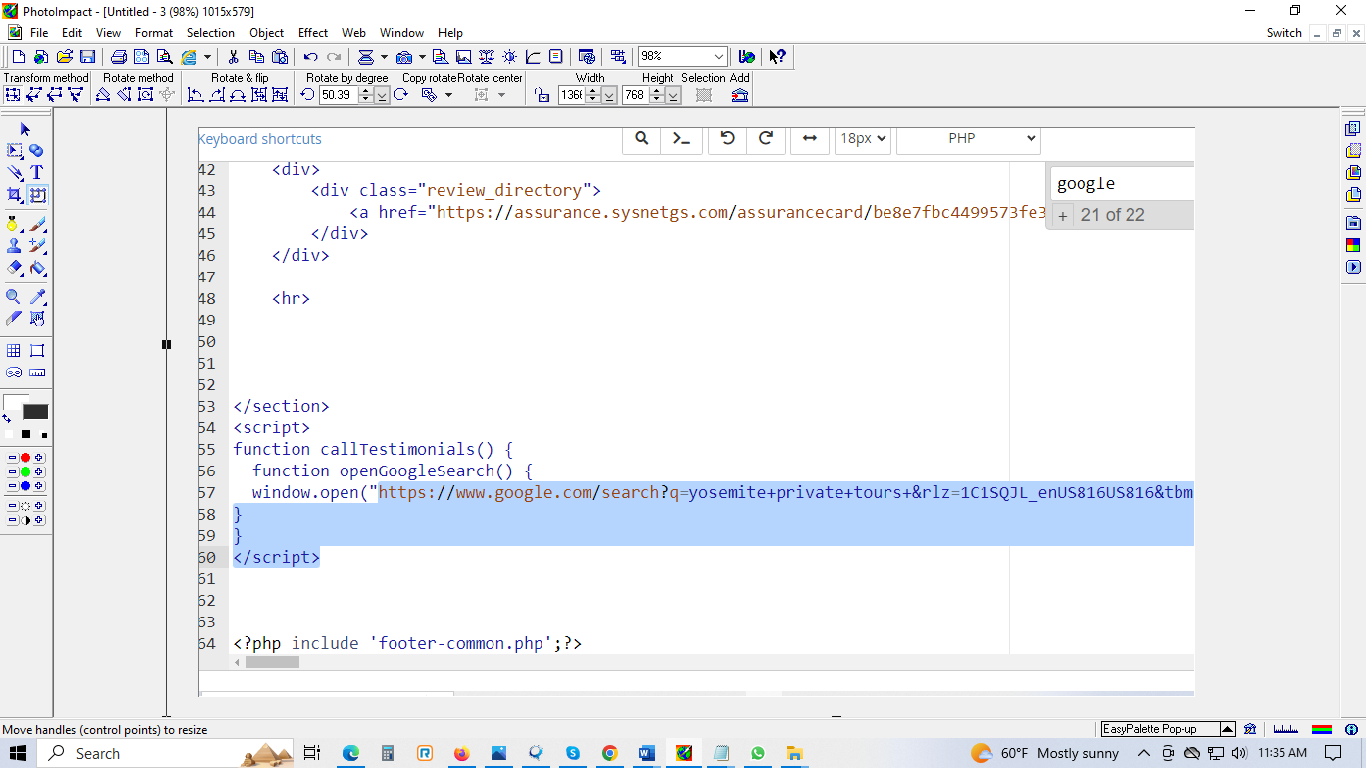 PhotoImpact - [Untitled - 3 (98%) 1015x579]
File Edit View Format Selection Object Effect Web Window Help Switch
98%
Transform method Rotate method Rotate & flip Rotate by degree Copy rotate Rotate center Width Height Selection Add
50.39 1366 768
Keyboard shortcuts 18px PHP
42 <div>
43 <div class="review_directory">
44 <a href="https://assurance.sysnetgs.com/assurancecard/be8e7fbc4499573fe3
45 </div>
46 </div>
47
48 <hr>
49
50
51
52
53 </section>
54 <script>
55 function callTestimonials() {
56 function openGoogleSearch() {
57 window.open("https://www.google.com/search?q=yosemite+private+tours+&rlz=1C1SQJL_enUS816US816&tbm
58 }
59 }
60 </script>
61
62
63
64 <?php include 'footer-common.php';?>
google
+ 21 of 22
Move handles (control points) to resize
EasyPalette Pop-up
Search
60°F Mostly sunny
11:35 AM